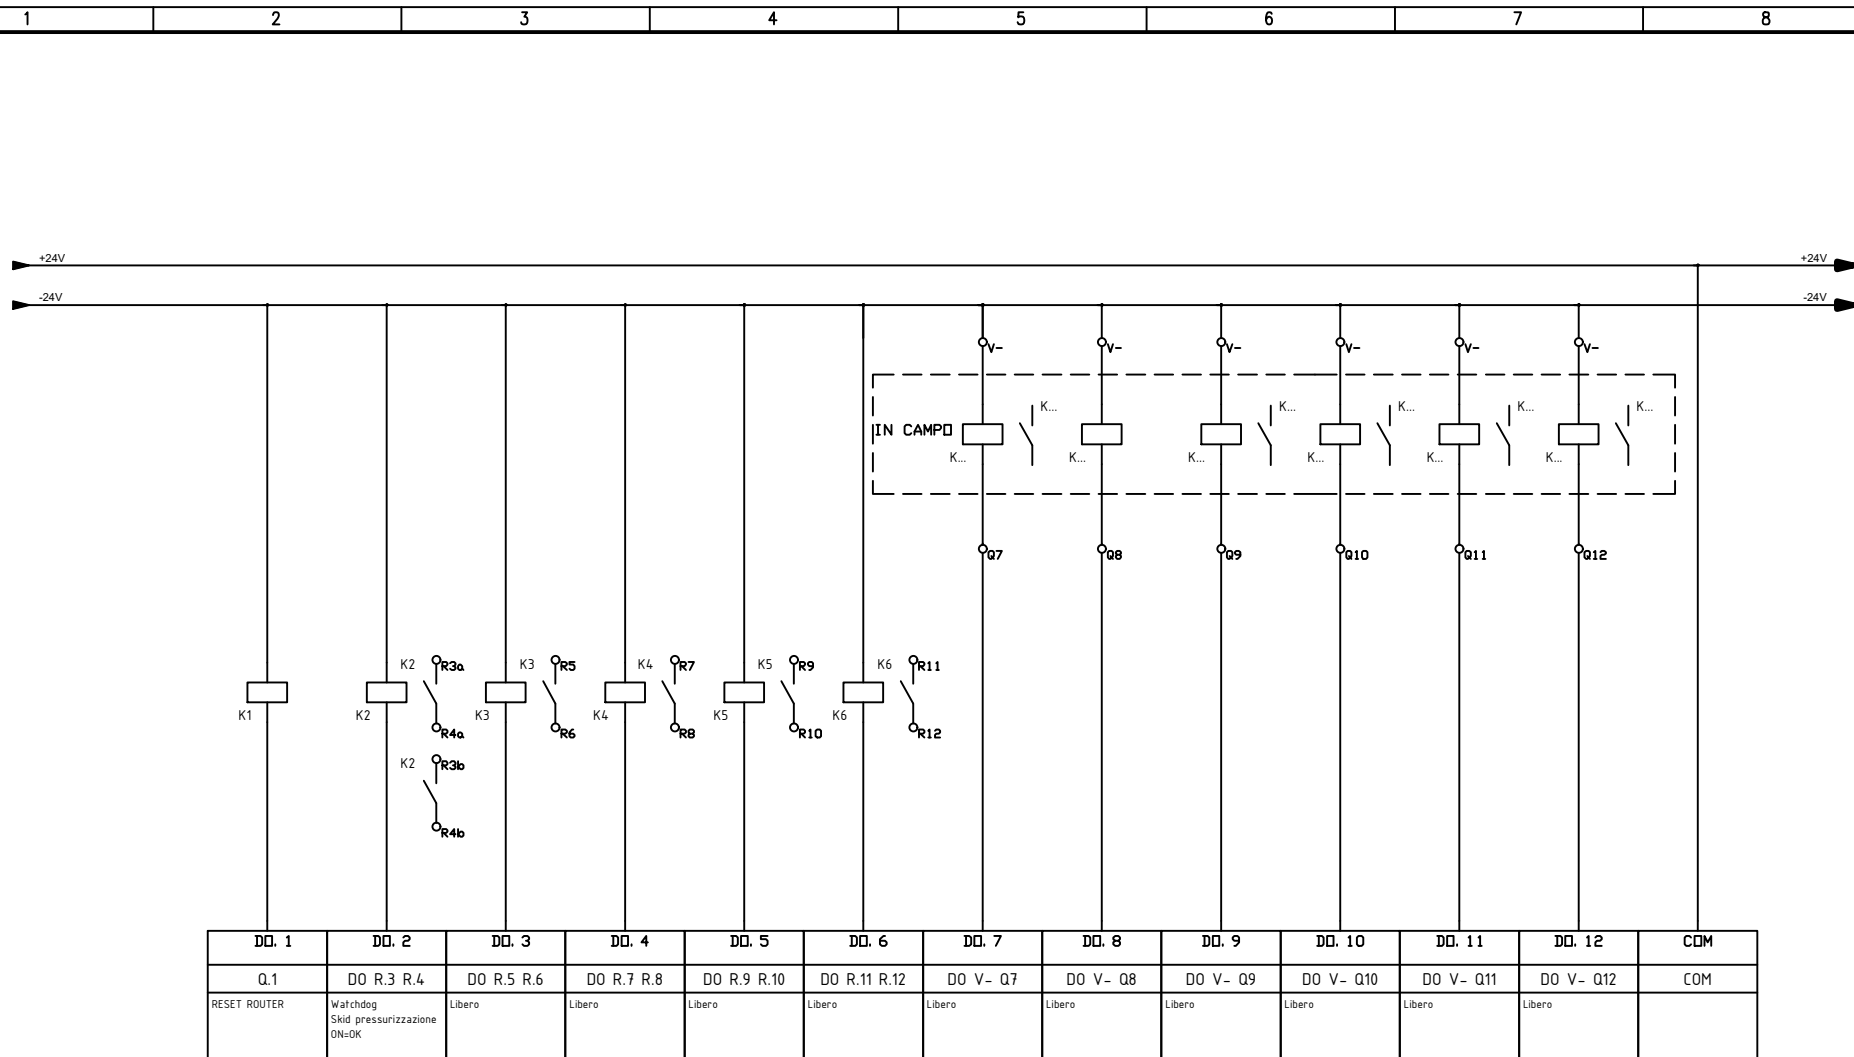 1 2 3 4 5 6 7 8
+24V +24V
-24V -24V
V- V- V- V- V- V-
K... K... K... K... K...
IN CAMPO
K... K... K... K... K... K...
Q7 Q8 Q9 Q10 Q11 Q12
K2 R3a K3 R5 K4 R7 K5 R9 K6 R11
K1 K2 K3 K4 K5 K6
R4a R6 R8 R10 R12
K2 R3b
R4b
DO. 1 DO. 2 DO. 3 DO. 4 DO. 5 DO. 6 DO. 7 DO. 8 DO. 9 DO. 10 DO. 11 DO. 12 COM
Q.1 DO R.3 R.4 DO R.5 R.6 DO R.7 R.8 DO R.9 R.10 DO R.11 R.12 DO V- Q7 DO V- Q8 DO V- Q9 DO V- Q10 DO V- Q11 DO V- Q12 COM
RESET ROUTER Watchdog Libero Libero Libero Libero Libero Libero Libero Libero Libero Libero
Skid pressurizzazione
ON=OK